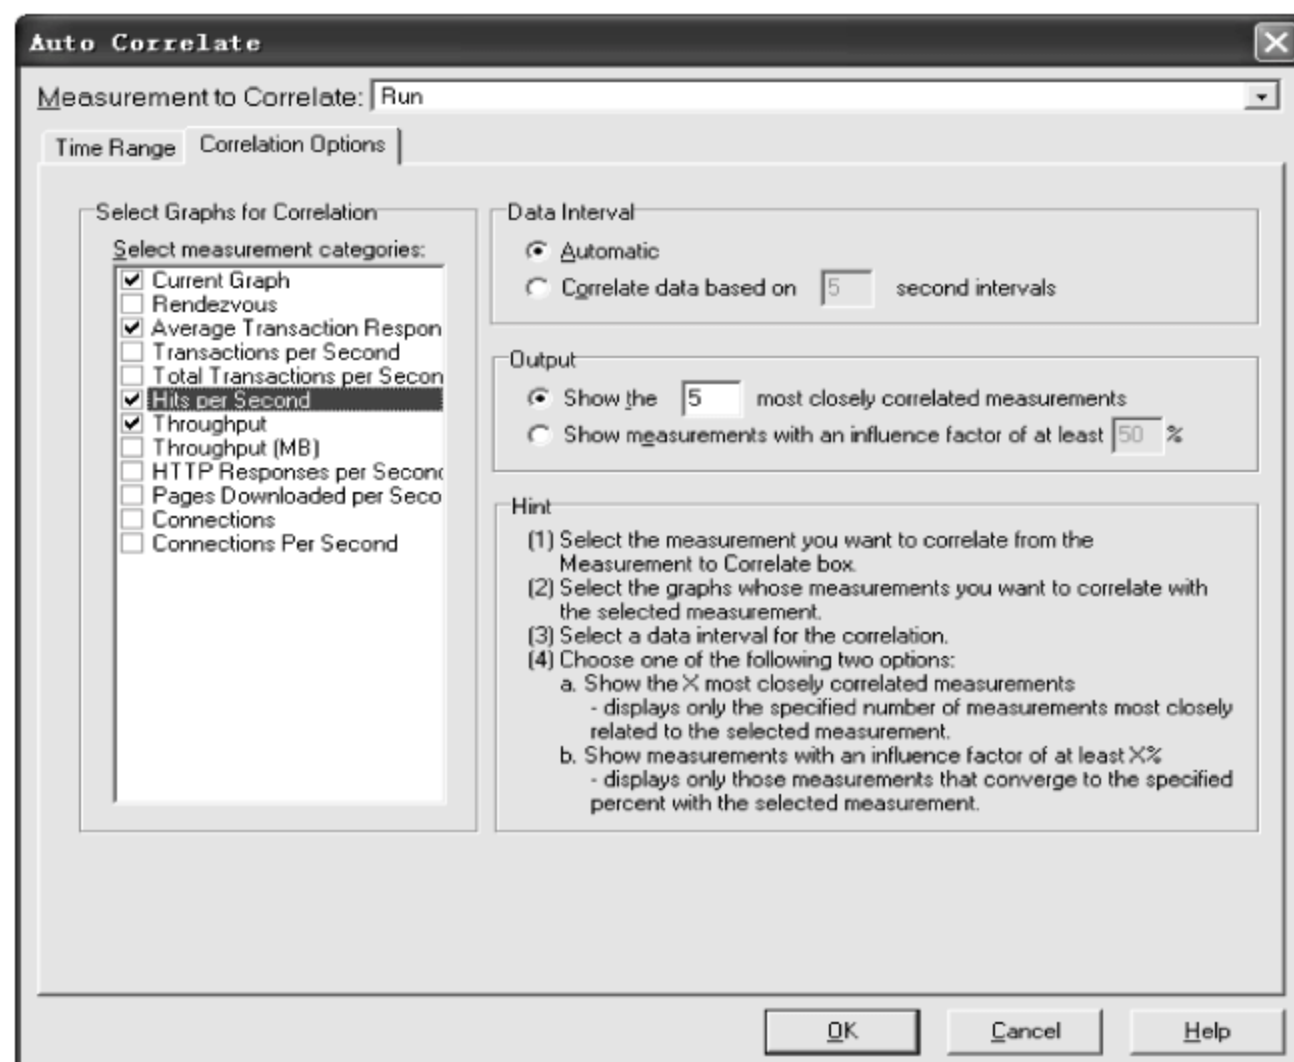 Auto Correlate
Measurement to Correlate: Run
Time Range Correlation Options
Select Graphs for Correlation
Select measurement categories:
Current Graph
Rendezvous
Average Transaction Respon
Transactions per Second
Total Transactions per Secon
Hits per Second
Throughput
Throughput (MB)
HTTP Responses per Second
Pages Downloaded per Seco
Connections
Connections Per Second
Data Interval
Automatic
Correlate data based on 5 second intervals
Output
Show the 5 most closely correlated measurements
Show measurements with an influence factor of at least 50 %
Hint
(1) Select the measurement you want to correlate from the
Measurement to Correlate box.
(2) Select the graphs whose measurements you want to correlate with
the selected measurement.
(3) Select a data interval for the correlation.
(4) Choose one of the following two options:
a. Show the X most closely correlated measurements
- displays only the specified number of measurements most closely
related to the selected measurement.
b. Show measurements with an influence factor of at least X%
- displays only those measurements that converge to the specified
percent with the selected measurement.
OK Cancel Help